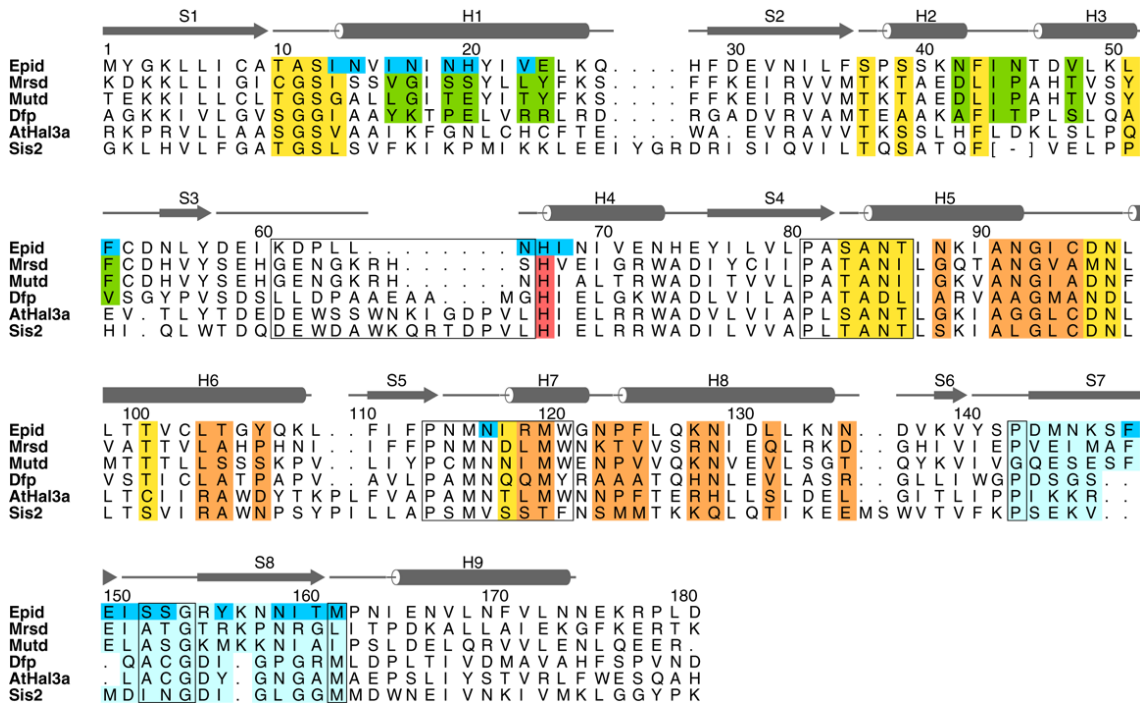 S1 H1 S2 H2 H3
1 10 20 30 40 50
Epid M Y G K L L I C A T A S I N V I N I N H Y I V E L K Q . . . . H F D E V N I L F S P S S K N F I N T D V L K L
Mrsd K D K K L L I G I C G S I S S V G I S S Y L L Y F K S . . . . F F K E I R V V M T K T A E D L I P A H T V S Y
Mutd T E K K I L L C L T G S G A L L G I T E Y I T Y F K S . . . . F F K E I R V V M T K T A E D L I P A H T V S Y
Dfp A G K K I V L G V S G G I A A Y K T P E L V R R L R D . . . . R G A D V R V A M T E A A K A F I T P L S L Q A
AtHal3a R K P R V L L A A S G S V A A I K F G N L C H C F T E . . . . W A . E V R A V V T K S S L H F L D K L S L P Q
Sis2 G K L H V L F G A T G S L S V F K I K P M I K K L E E I Y G R D R I S I Q V I L T Q S A T Q F [ - ] V E L P P
S3 H4 S4 H5
60 70 80 90
Epid F C D N L Y D E I K D P L L . . . . . . . . N H I N I V E N H E Y I L V L P A S A N T I N K I A N G I C D N L
Mrsd F C D H V Y S E H G E N G K R H . . . . . . S H V E I G R W A D I Y C I I P A T A N I L G Q T A N G V A M N L
Mutd F C D H V Y S E H G E N G K R H . . . . . . N H I A L T R W A D I T V V L P A T A N I I G K A A N G I A D N F
Dfp V S G Y P V S D S L L D P A A E A A . . . M G H I E L G K W A D L V I L A P A T A D L I A R V A A G M A N D L
AtHal3a E V . T L Y T D E D E W S S W N K I G D P V L H I E L R R W A D V L V I A P L S A N T L G K I A G G L C D N L
Sis2 H I . Q L W T D Q D E W D A W K Q R T D P V L H I E L R R W A D I L V V A P L T A N T L S K I A L G L C D N L
H6 S5 H7 H8 S6 S7
100 110 120 130 140
Epid L T T V C L T G Y Q K L . . F I F P N M N I R M W G N P F L Q K N I D L L K N N . . D V K V Y S P D M N K S F
Mrsd V A T T V L A H P H N I . . I F F P N M N D L M W K N P K T V S R N I E Q L R K D . . G H I V I E P V E I M A F
Mutd M T T T L L S S S K P V . . L I Y P C M N N I M W E N P V V Q K N V E V L S G T . . Q Y K V I V G Q E S E S F
Dfp V S T I C L A T P A P V . . A V L P A M N Q Q M Y R A A A T Q H N L E V L A S R . . G L L I W G P D S G S . .
AtHal3a L T C I I R A W D Y T K P L F V A P A M N T L M W N N P F T E R H L L S L D E L . . G I T L I P P I K K R . .
Sis2 L T S V I R A W N P S Y P I L L A P S M V S S T F N S M M T K K Q L Q T I K E E M S W V T V F K P S E K V . .
S8 H9
150 160 170 180
Epid E I S S G R Y K N N I T M P N I E N V L N F V L N N E K R P L D
Mrsd E I A T G T R K P N R G L I T P D K A L L A I E K G F K E R T K
Mutd E L A S G K M K K N I A I P S L D E L Q R V V L E N L Q E E R .
Dfp . Q A C G D I . G P G R M L D P L T I V D M A V A H F S P V N D
AtHal3a . L A C G D Y . G N G A M A E P S L I Y S T V R L F W E S Q A H
Sis2 M D I N G D I . G L G G M M D W N E I V N K I V M K L G G Y P K